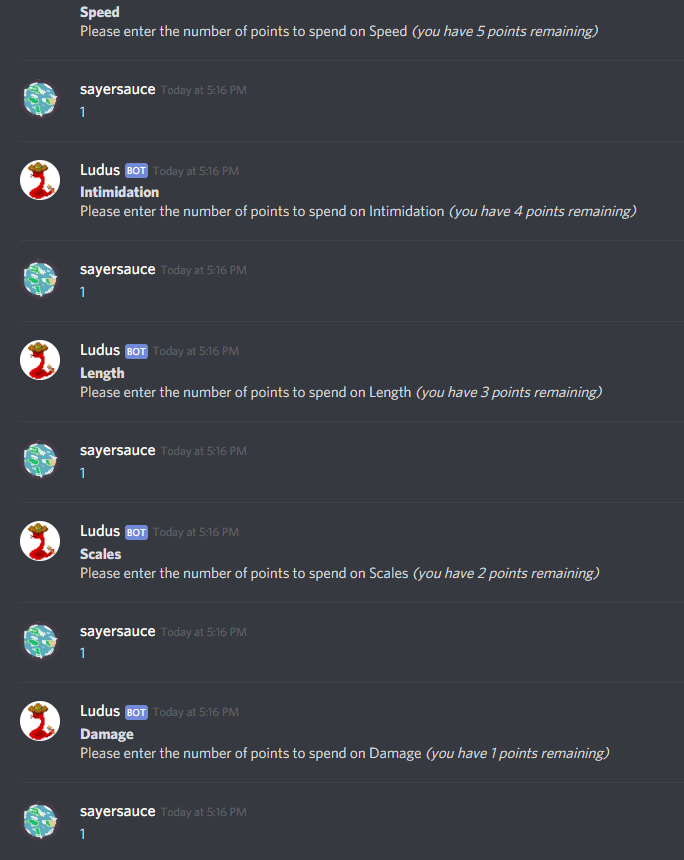 Speed
Please enter the number of points to spend on Speed (you have 5 points remaining)
sayersauce Today at 5:16 PM
1
Ludus BOT Today at 5:16 PM
Intimidation
Please enter the number of points to spend on Intimidation (you have 4 points remaining)
sayersauce Today at 5:16 PM
1
Ludus BOT Today at 5:16 PM
Length
Please enter the number of points to spend on Length (you have 3 points remaining)
sayersauce Today at 5:16 PM
1
Ludus BOT Today at 5:16 PM
Scales
Please enter the number of points to spend on Scales (you have 2 points remaining)
sayersauce Today at 5:16 PM
1
Ludus BOT Today at 5:16 PM
Damage
Please enter the number of points to spend on Damage (you have 1 points remaining)
sayersauce Today at 5:16 PM
1